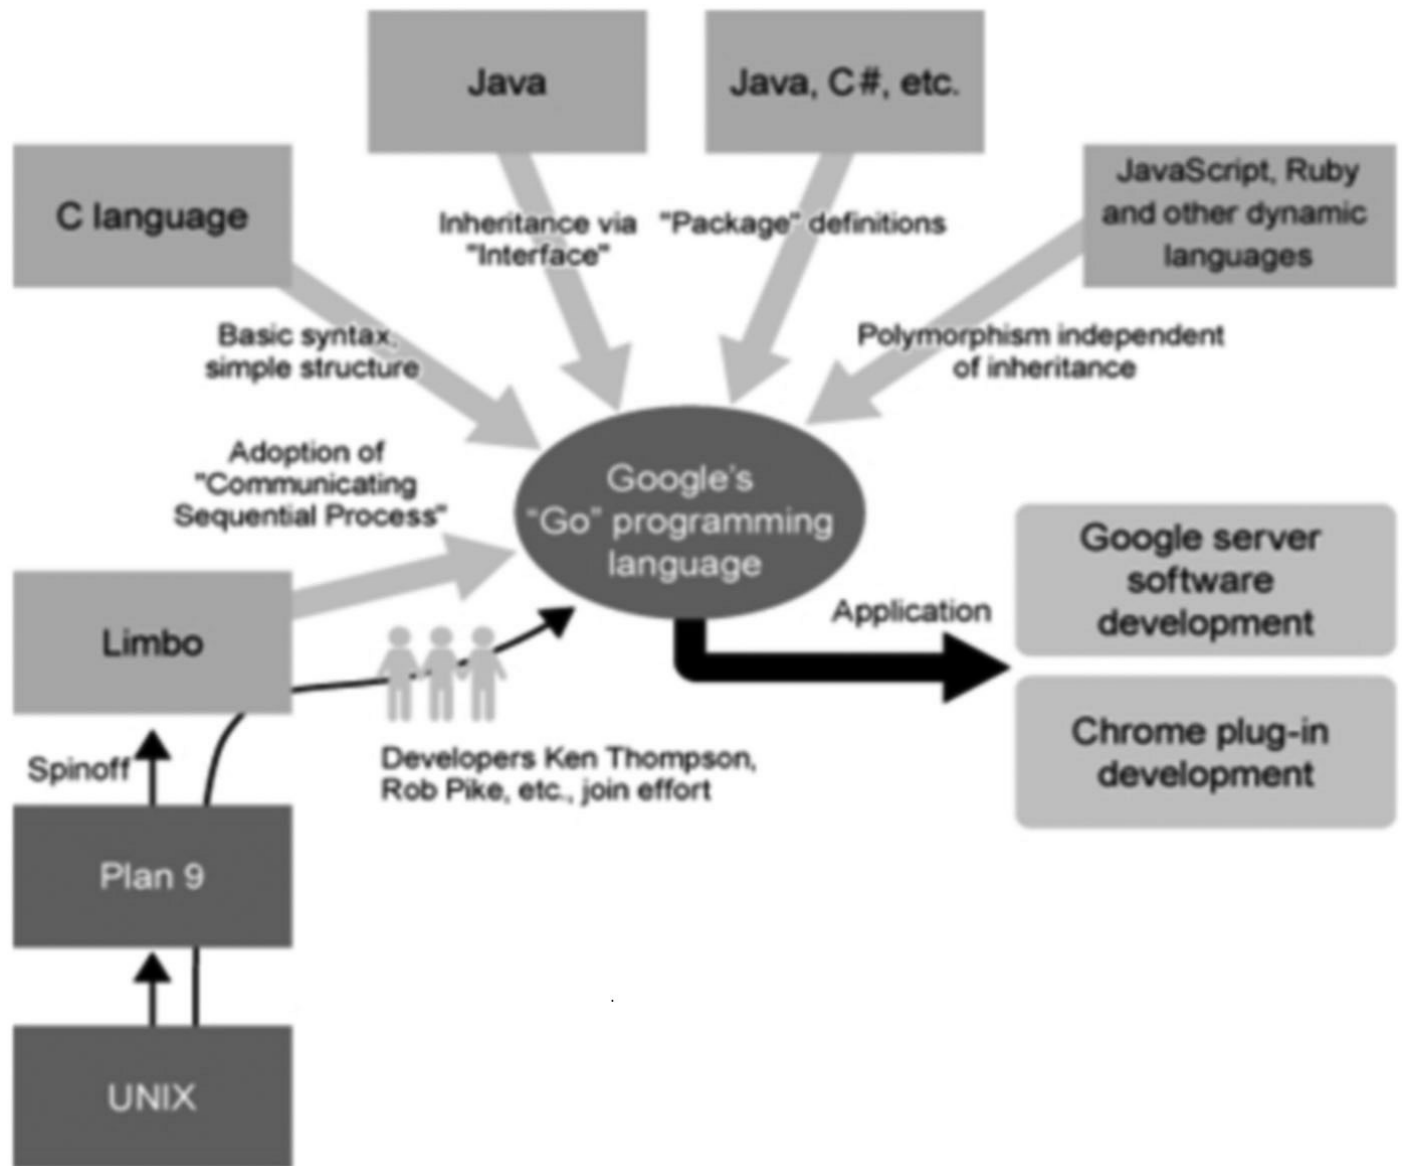 Java
Java, C#, etc.
C language
JavaScript, Ruby
and other dynamic
languages
Inheritance via
"Interface"
"Package" definitions
Basic syntax,
simple structure
Polymorphism independent
of inheritance
Adoption of
"Communicating
Sequential Process"
Google's
“Go” programming
language
Limbo
Application
Google server
software
development
Chrome plug-in
development
Developers Ken Thompson,
Rob Pike, etc., join effort
Spinoff
Plan 9
UNIX